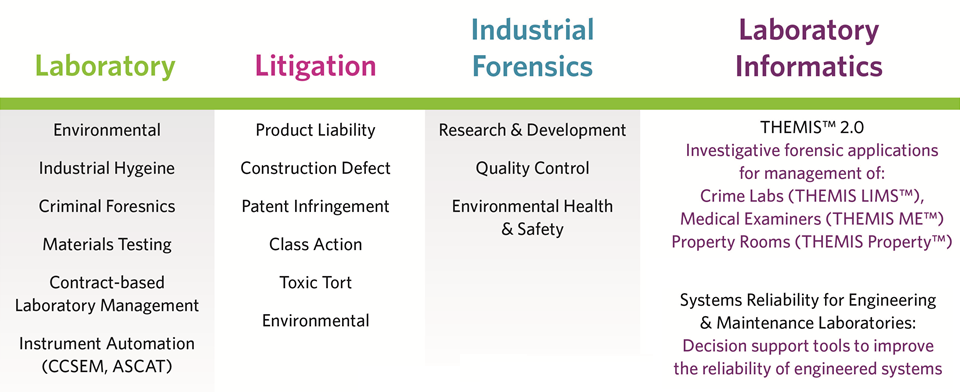 Laboratory
Environmental
Industrial Hygeine
Criminal Foresnics
Materials Testing
Contract-based
Laboratory Management
Instrument Automation
(CCSEM, ASCAT)
Litigation
Product Liability
Construction Defect
Patent Infringement
Class Action
Toxic Tort
Environmental
Industrial
Forensics
Research & Development
Quality Control
Environmental Health
& Safety
Laboratory
Informatics
THEMIS™ 2.0
Investigative forensic applications
for management of:
Crime Labs (THEMIS LIMS™),
Medical Examiners (THEMIS ME™)
Property Rooms (THEMIS Property™)
Systems Reliability for Engineering
& Maintenance Laboratories:
Decision support tools to improve
the reliability of engineered systems